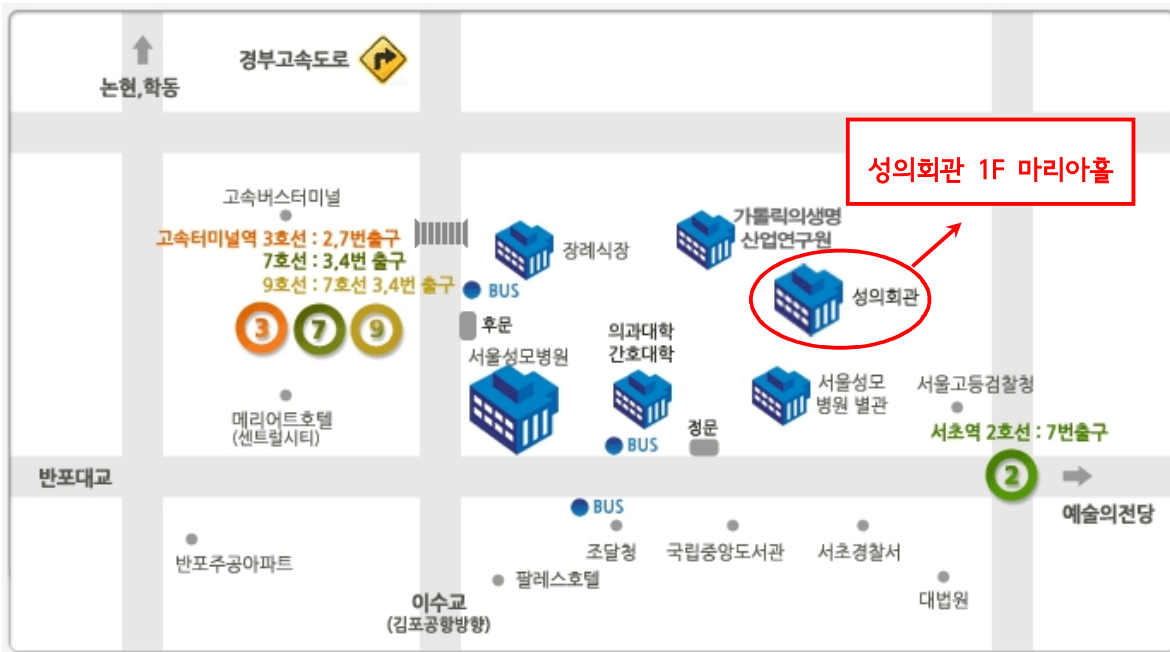 경부고속도로
논현,학동
성의회관 1F 마리아홀
고속버스터미널
고속터미널역 3호선 : 2,7번출구
7호선 : 3,4번 출구
9호선 : 7호선 3,4번 출구
3
7
9
장례식장
가톨릭의생명
산업연구원
성의회관
BUS
후문
서울성모병원
의과대학
간호대학
서울성모
병원 별관
서울고등검찰청
메리어트호텔
(센트럴시티)
BUS
정문
서초역 2호선 : 7번출구
2
반포대교
예술의전당
BUS
조달청
국립중앙도서관
서초경찰서
반포주공아파트
팔레스호텔
대법원
이수교
(김포공항방향)